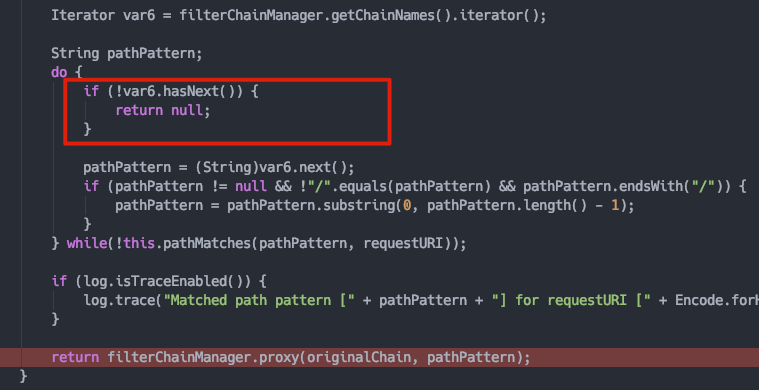 Iterator var6 = filterChainManager.getChainNames().iterator();
String pathPattern;
do {
if (!var6.hasNext()) {
return null;
}
pathPattern = (String)var6.next();
if (pathPattern != null && !"/".equals(pathPattern) && pathPattern.endsWith("/")) {
pathPattern = pathPattern.substring(0, pathPattern.length() - 1);
}
} while(!this.pathMatches(pathPattern, requestURI));
if (log.isTraceEnabled()) {
log.trace("Matched path pattern [" + pathPattern + "] for requestURI [" + Encode.for
}
return filterChainManager.proxy(originalChain, pathPattern);
}